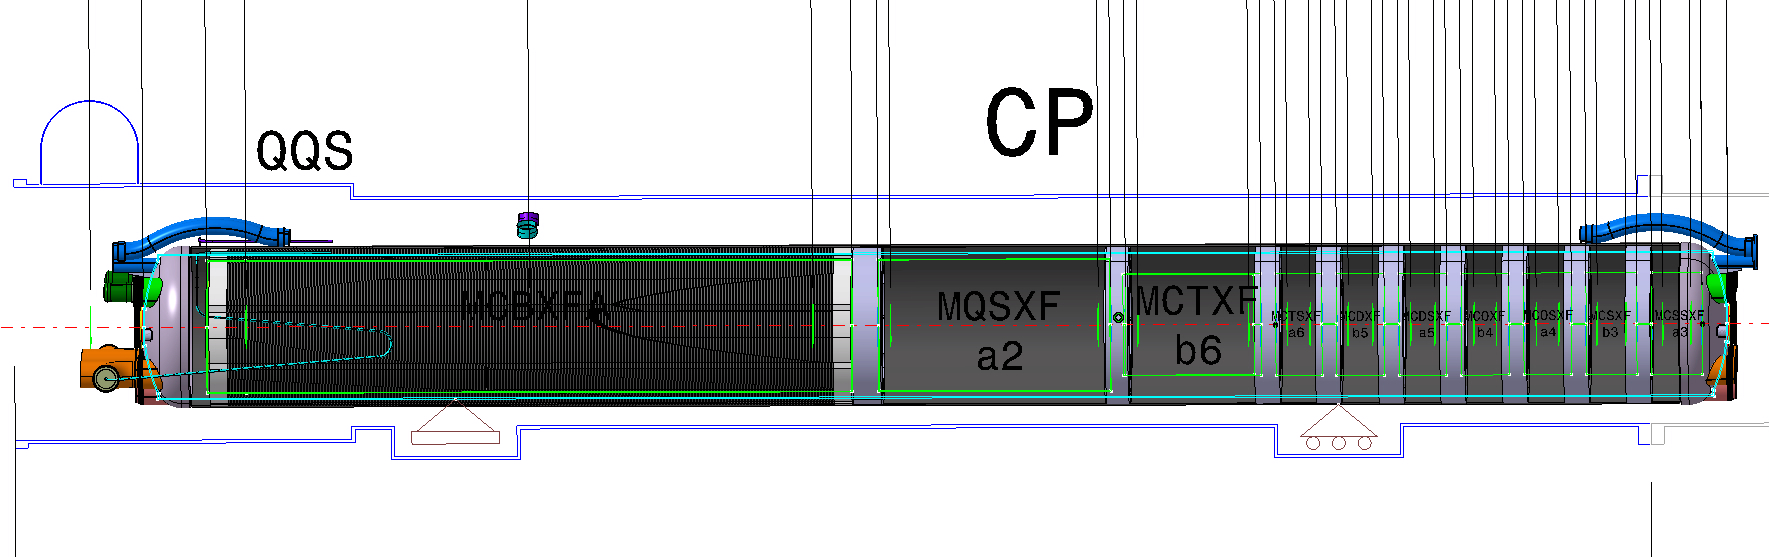 CP
QQS
MCBXFA
MQSXF
a2
MCTXF
b6
MCTSXF
a6
MCDXF
b5
MCDSXF
a5
MCOXF
b4
MCOSXF
a4
MCSXF
b3
MCSSXF
a3